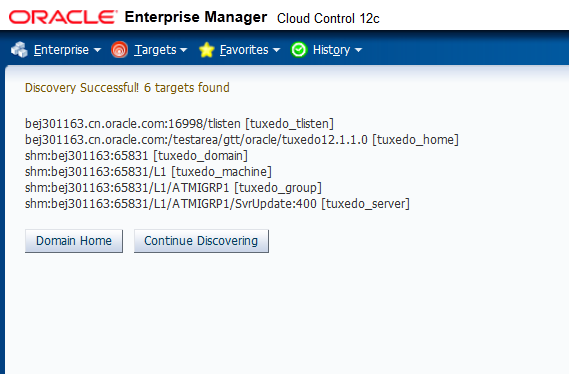 ORACLE Enterprise Manager Cloud Control 12c
Enterprise Targets Favorites History
Discovery Successful! 6 targets found
bej301163.cn.oracle.com:16998/tlisten [tuxedo_tlisten]
bej301163.cn.oracle.com:/testarea/gtt/oracle/tuxedo12.1.1.0 [tuxedo_home]
shm:bej301163:65831 [tuxedo_domain]
shm:bej301163:65831/L1 [tuxedo_machine]
shm:bej301163:65831/L1/ATMIGRP1 [tuxedo_group]
shm:bej301163:65831/L1/ATMIGRP1/SvrUpdate:400 [tuxedo_server]
Domain Home Continue Discovering